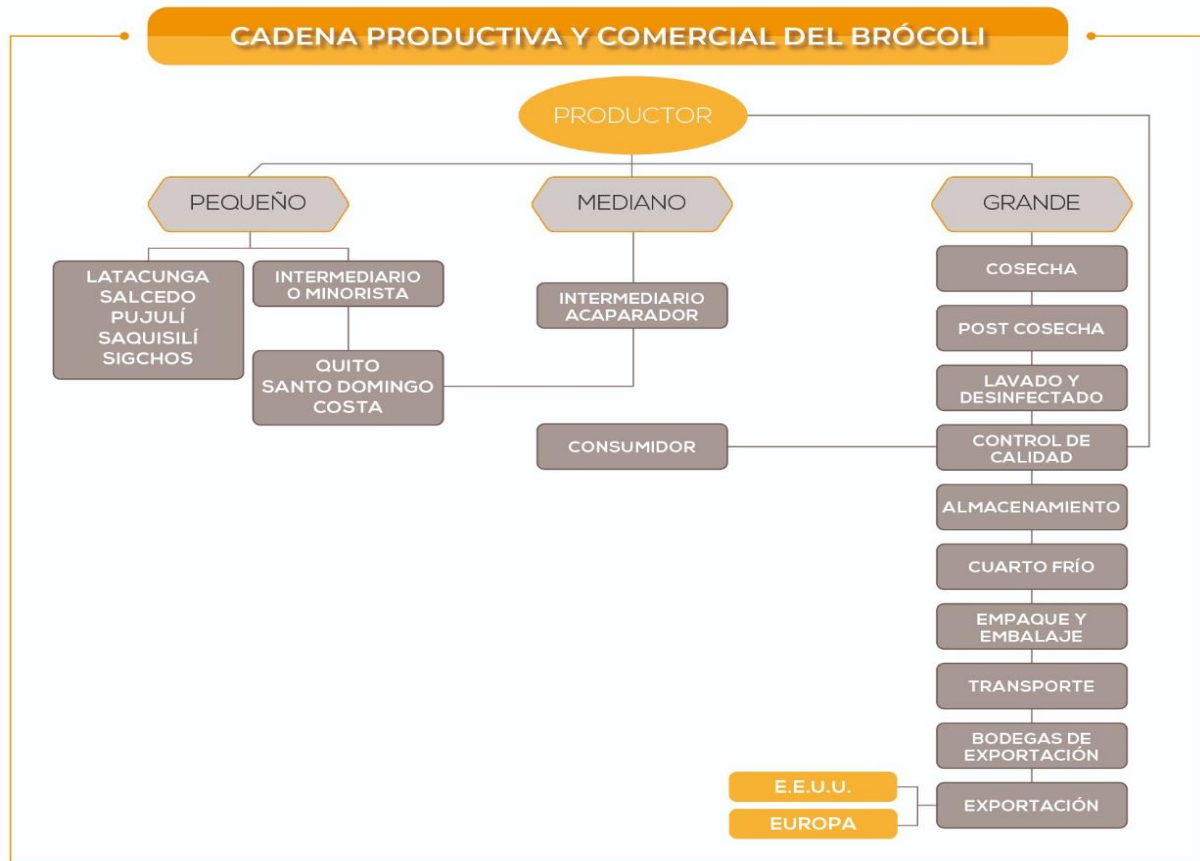 CADENA PRODUCTIVA Y COMERCIAL DEL BRÓCOLI
PRODUCTOR
PEQUEÑO
MEDIANO
GRANDE
LATACUNGA
SALCEDO
PUJULÍ
SAQUISILÍ
SIGCHOS
INTERMEDIARIO
O MINORISTA
QUITO
SANTO DOMINGO
COSTA
INTERMEDIARIO
ACAPARADOR
CONSUMIDOR
COSECHA
POST COSECHA
LAVADO Y
DESINFECTADO
CONTROL DE
CALIDAD
ALMACENAMIENTO
CUARTO FRÍO
EMPAQUE Y
EMBALAJE
TRANSPORTE
BODEGAS DE
EXPORTACIÓN
EXPORTACIÓN
E.E.U.U.
EUROPA